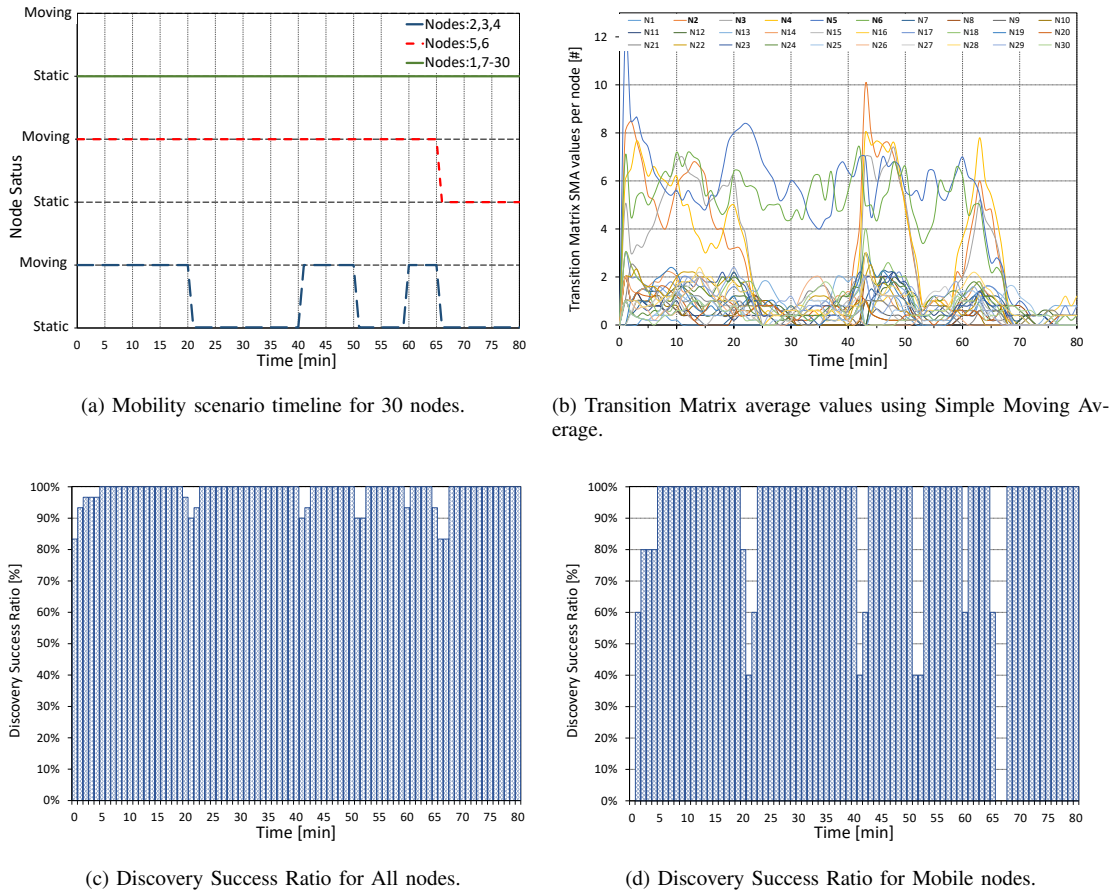 Moving
Static
Moving
Static
Moving
Static
Node Satus
Nodes:2,3,4
Nodes:5,6
Nodes:1,7-30
0 5 10 15 20 25 30 35 40 45 50 55 60 65 70 75 80
Time [min]
(a) Mobility scenario timeline for 30 nodes.
Transition Matrix SMA values per node [#]
N1 N2 N3 N4 N5 N6 N7 N8 N9 N10
N11 N12 N13 N14 N15 N16 N17 N18 N19 N20
N21 N22 N23 N24 N25 N26 N27 N28 N29 N30
12
10
8
6
4
2
0
0 10 20 30 40 50 60 70 80
Time [min]
(b) Transition Matrix average values using Simple Moving Av-
erage.
Discovery Success Ratio [%]
100%
90%
80%
70%
60%
50%
40%
30%
20%
10%
0%
0 5 10 15 20 25 30 35 40 45 50 55 60 65 70 75 80
Time [min]
(c) Discovery Success Ratio for All nodes.
Discovery Success Ratio [%]
100%
90%
80%
70%
60%
50%
40%
30%
20%
10%
0%
0 5 10 15 20 25 30 35 40 45 50 55 60 65 70 75 80
Time [min]
(d) Discovery Success Ratio for Mobile nodes.